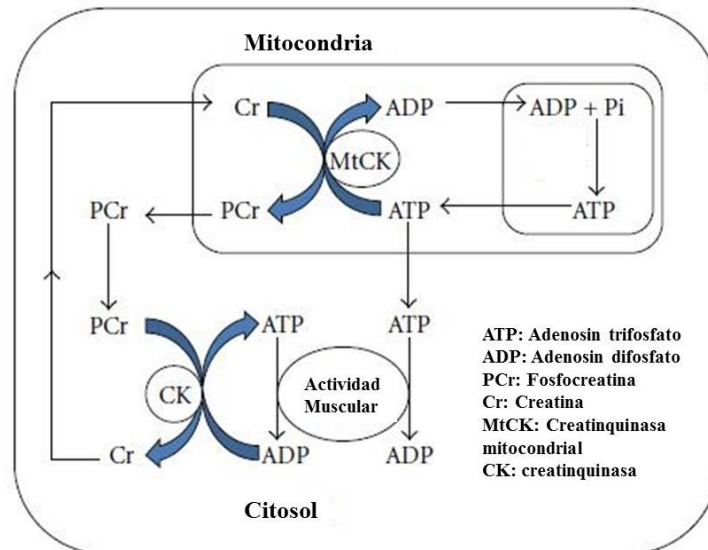 Mitocondria
Cr
ADP
ADP + Pi
MtCK
PCr
PCr
ATP
ATP
PCr
ATP
ATP
CK
Actividad
Muscular
Cr
ADP
ADP
Citosol
ATP: Adenosin trifosfato
ADP: Adenosin difosfato
PCr: Fosfocreatina
Cr: Creatina
MtCK: Creatinquinasa
mitocondrial
CK: creatinquinasa